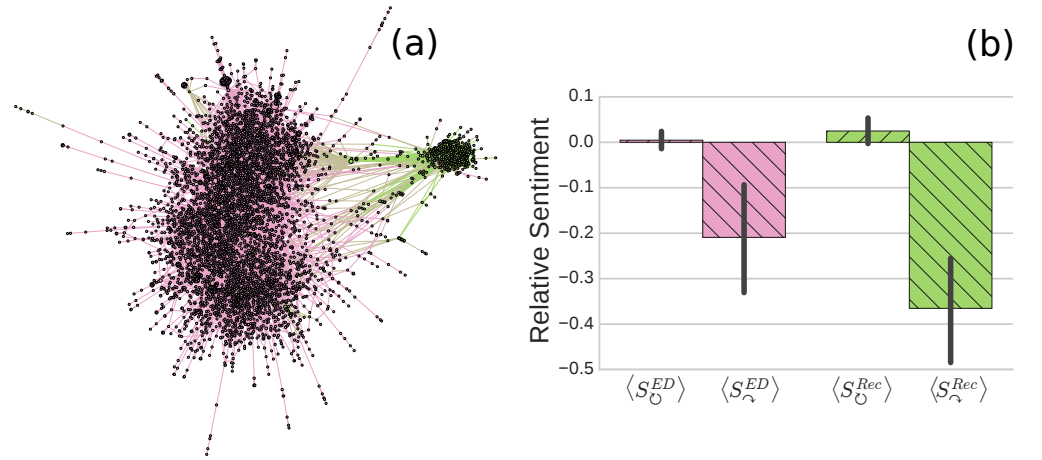 (a)
(b)
Relative Sentiment
0.1
0.0
−0.1
−0.2
−0.3
−0.4
−0.5
⟨S^{ED}_↻⟩ ⟨S^{ED}_↷⟩ ⟨S^{Rec}_↻⟩ ⟨S^{Rec}_↷⟩